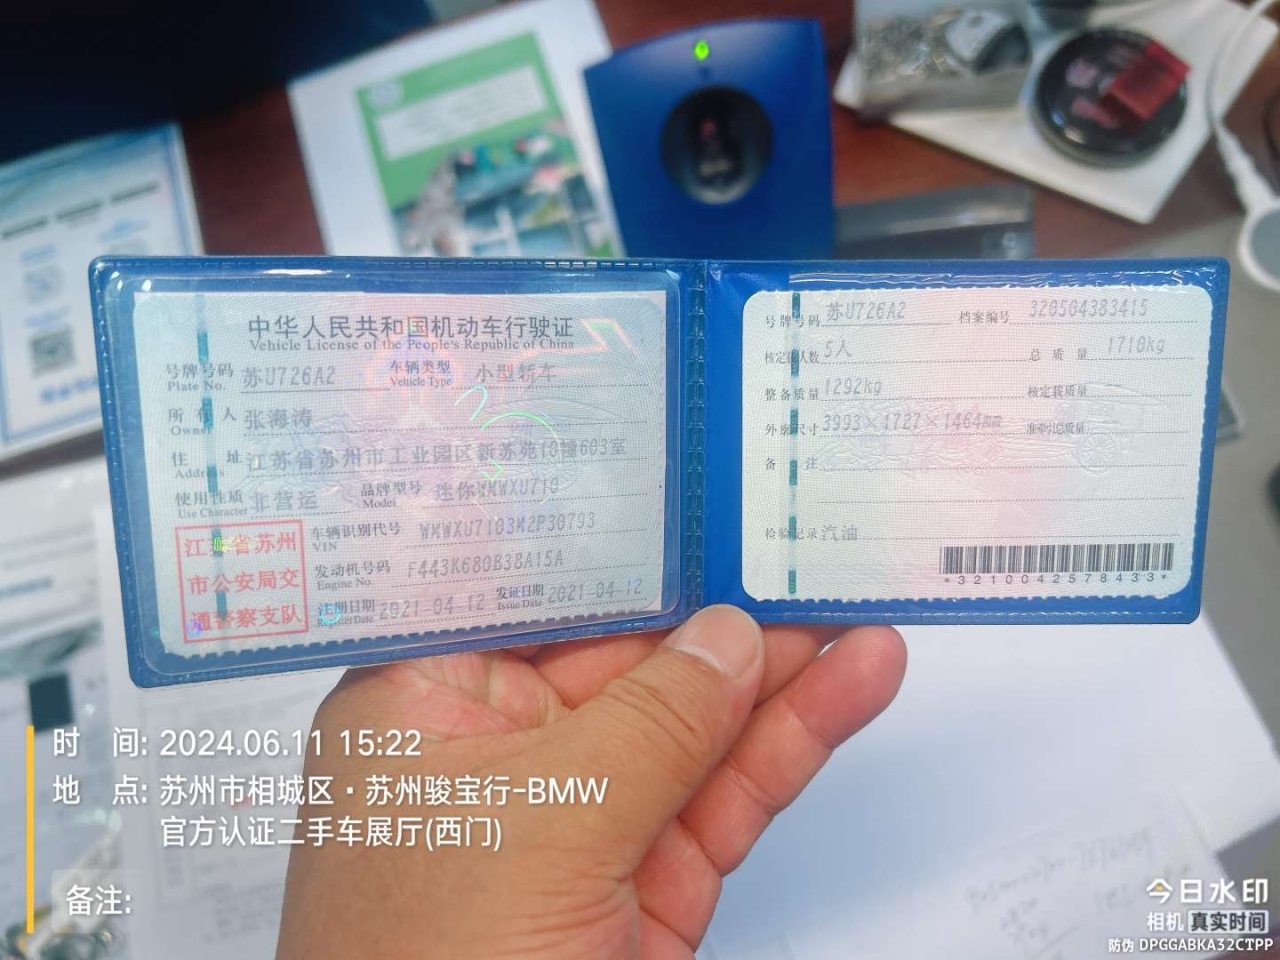 中华人民共和国机动车行驶证
Vehicle License of the People's Republic of China
号牌号码 苏U726A2 车辆类型 小型轿车
Plate No. Vehicle Type
所有人 张海涛
Owner
住址 江苏省苏州市工业园区新苏苑10幢603室
Address
使用性质 非营运 品牌型号 迷你WMWXU710
Use Character Model
江苏省苏州
市公安局交
通警察支队
车辆识别代号 WMWXU7103M2P30793
VIN
发动机号码 F443K680B38A15A
Engine No.
注册日期 2021-04-12 发证日期 2021-04-12
Register Date Issue Date
号牌号码 苏U726A2 档案编号 320504383415
核定载人数 5人 总质量 1710kg
整备质量 1292kg 核定载质量
外廓尺寸 3993×1727×1464mm 准牵引总质量
备注
检验记录 汽油
*3210042578433*
时 间: 2024.06.11 15:22
地 点: 苏州市相城区·苏州骏宝行-BMW
官方认证二手车展厅(西门)
备注:
今日水印
相机 真实时间
防伪 DPGGABKA32CTPP